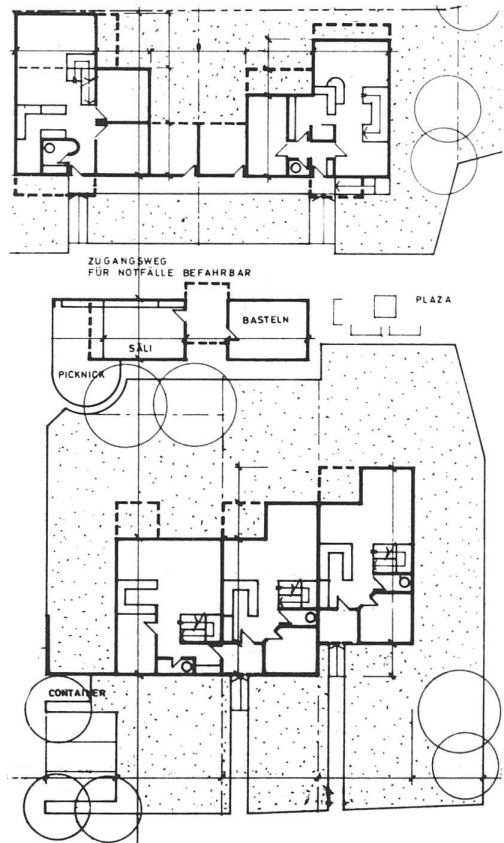 ZUGANGSWEG
FÜR NOTFÄLLE BEFAHRBAR
PLAZA
BASTELN
SÄLI
PICKNICK
CONTAINER